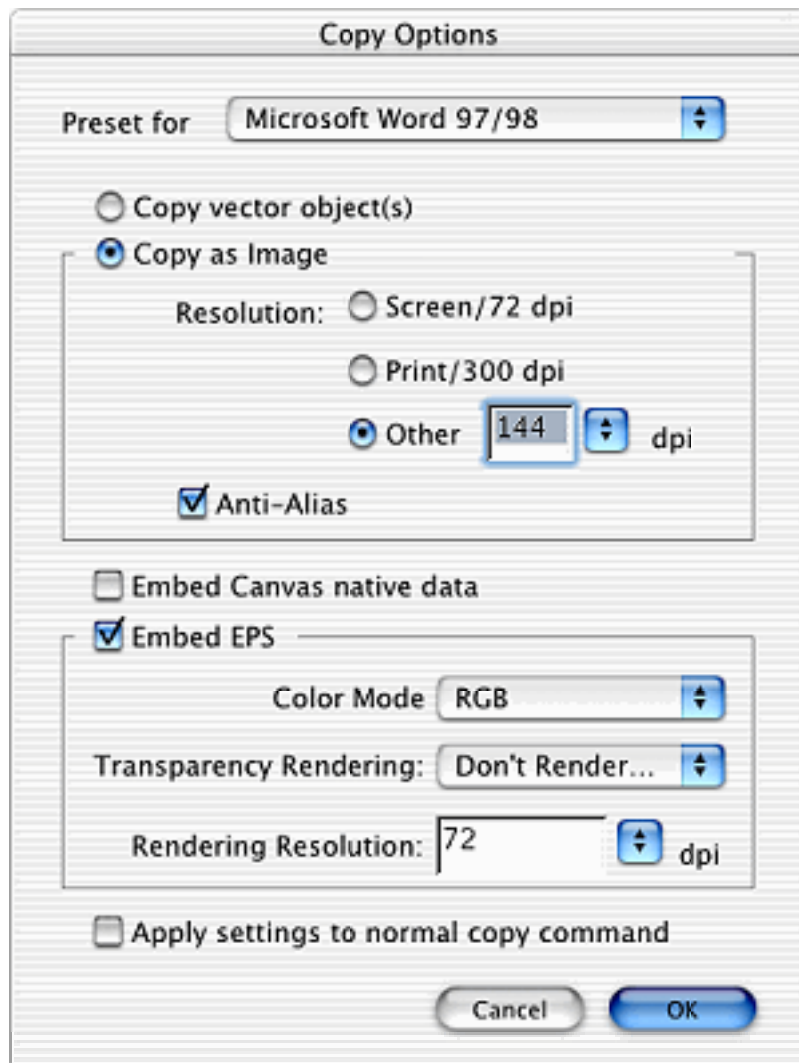 Copy Options
Preset for Microsoft Word 97/98
Copy vector object(s)
Copy as Image
Resolution: Screen/72 dpi
Print/300 dpi
Other 144 dpi
Anti-Alias
Embed Canvas native data
Embed EPS
Color Mode RGB
Transparency Rendering: Don't Render...
Rendering Resolution: 72 dpi
Apply settings to normal copy command
Cancel OK